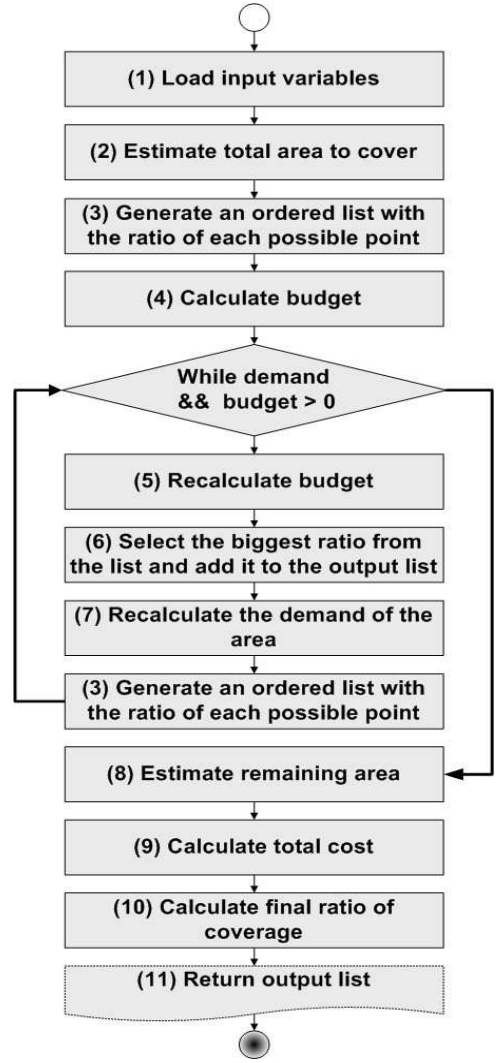 (1) Load input variables
(2) Estimate total area to cover
(3) Generate an ordered list with
the ratio of each possible point
(4) Calculate budget
While demand
&& budget > 0
(5) Recalculate budget
(6) Select the biggest ratio from
the list and add it to the output list
(7) Recalculate the demand of the
area
(3) Generate an ordered list with
the ratio of each possible point
(8) Estimate remaining area
(9) Calculate total cost
(10) Calculate final ratio of
coverage
(11) Return output list